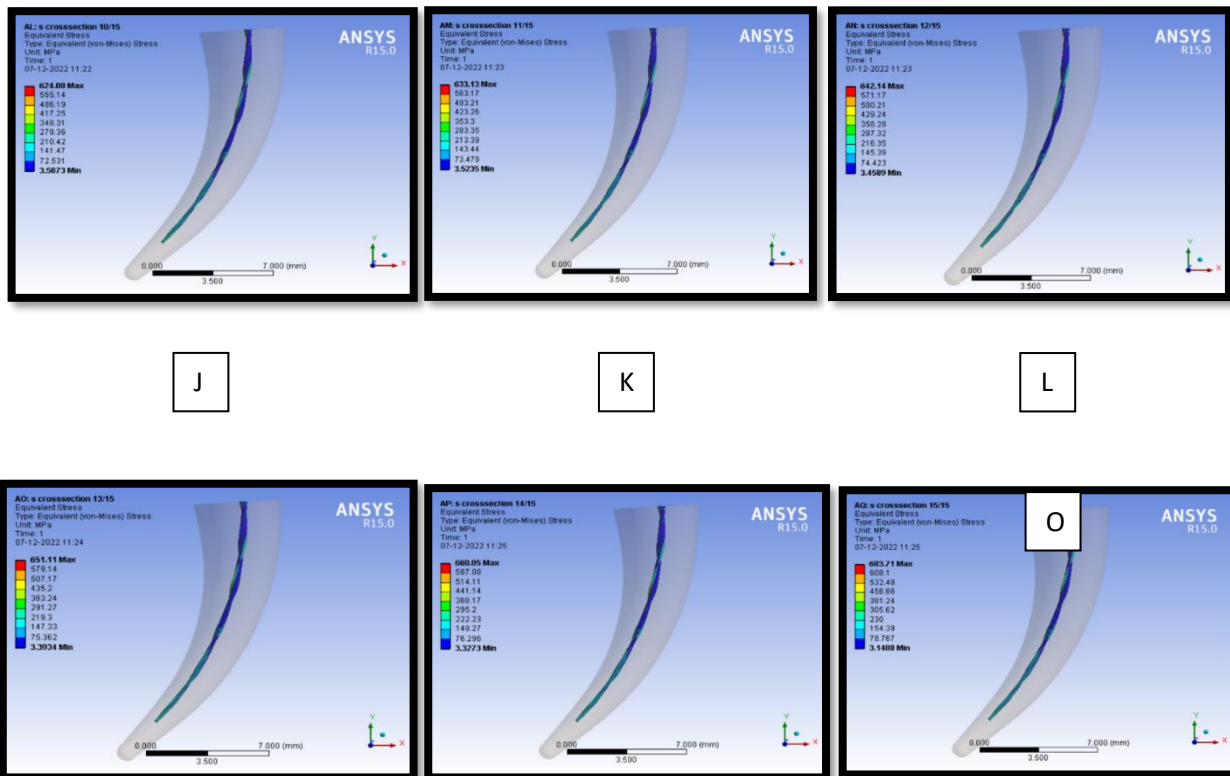 AL: s crosssection 10/15
Equivalent Stress
Type: Equivalent (von-Mises) Stress
Unit: MPa
Time: 1
07-12-2022 11:22
ANSYS
R15.0
624.08 Max
555.14
486.19
417.25
348.31
279.36
210.42
141.47
72.531
3.5873 Min
Y
X
0.000
7.000 (mm)
3.500
AM: s crosssection 11/15
Equivalent Stress
Type: Equivalent (von-Mises) Stress
Unit: MPa
Time: 1
07-12-2022 11:23
ANSYS
R15.0
633.13 Max
563.17
493.21
423.26
353.3
283.35
213.39
143.44
73.479
3.5235 Min
Y
X
0.000
7.000 (mm)
3.500
AN: s crosssection 12/15
Equivalent Stress
Type: Equivalent (von-Mises) Stress
Unit: MPa
Time: 1
07-12-2022 11:23
ANSYS
R15.0
642.14 Max
571.17
500.21
429.24
358.28
287.32
216.35
145.39
74.423
3.4589 Min
Y
X
0.000
7.000 (mm)
3.500
J
K
L
AO: s crosssection 13/15
Equivalent Stress
Type: Equivalent (von-Mises) Stress
Unit: MPa
Time: 1
07-12-2022 11:24
ANSYS
R15.0
651.11 Max
579.14
507.17
435.2
363.24
291.27
219.3
147.33
75.362
3.3934 Min
Y
X
0.000
7.000 (mm)
3.500
AP: s crosssection 14/15
Equivalent Stress
Type: Equivalent (von-Mises) Stress
Unit: MPa
Time: 1
07-12-2022 11:25
ANSYS
R15.0
660.05 Max
587.08
514.11
441.14
368.17
295.2
222.23
149.27
76.296
3.3273 Min
Y
X
0.000
7.000 (mm)
3.500
AQ: s crosssection 15/15
Equivalent Stress
Type: Equivalent (von-Mises) Stress
Unit: MPa
Time: 1
07-12-2022 11:25
O
ANSYS
R15.0
683.71 Max
608.1
532.48
456.86
381.24
305.62
230
154.39
78.767
3.1488 Min
Y
X
0.000
7.000 (mm)
3.500